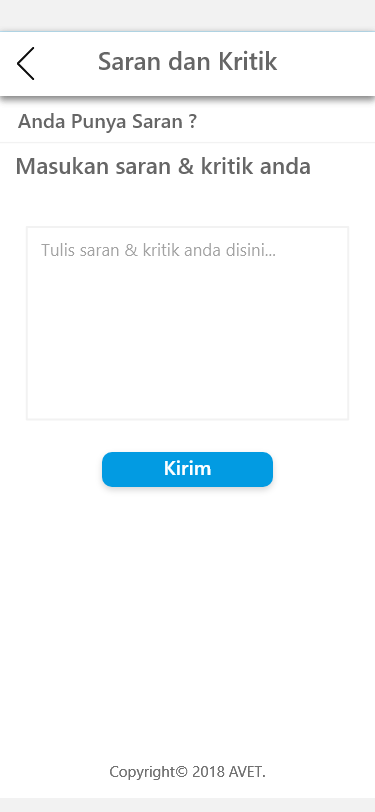 Saran dan Kritik
Anda Punya Saran ?
Masukan saran & kritik anda
Tulis saran & kritik anda disini...
Kirim
Copyright© 2018 AVET.